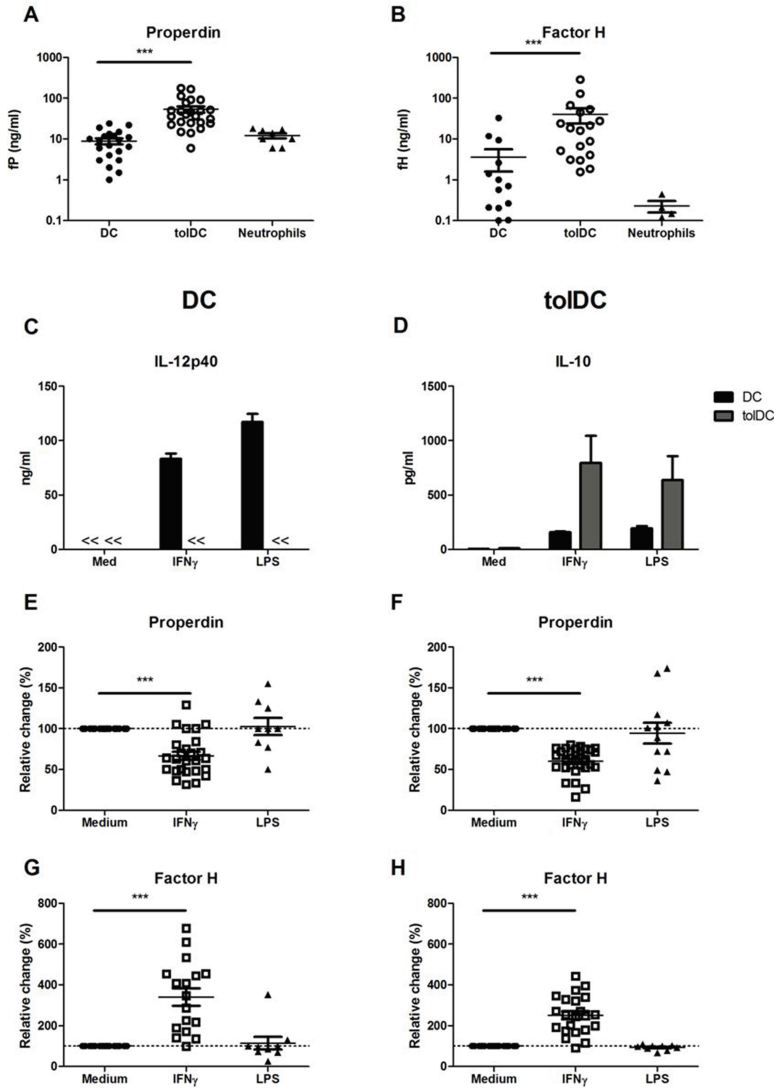 A
Properdin
***
1000
100
10
1
0.1
fP (ng/ml)
DC tolDC Neutrophils
B
Factor H
***
1000
100
10
1
0.1
fH (ng/ml)
DC tolDC Neutrophils
DC
tolDC
C
IL-12p40
150
100
50
0
ng/ml
<< << << <<
Med IFNγ LPS
D
IL-10
1500
1000
500
0
pg/ml
Med IFNγ LPS
DC
tolDC
E
Properdin
***
200
150
100
50
0
Relative change (%)
Medium IFNγ LPS
F
Properdin
***
200
150
100
50
0
Relative change (%)
Medium IFNγ LPS
G
Factor H
***
800
600
400
200
0
Relative change (%)
Medium IFNγ LPS
H
Factor H
***
800
600
400
200
0
Relative change (%)
Medium IFNγ LPS